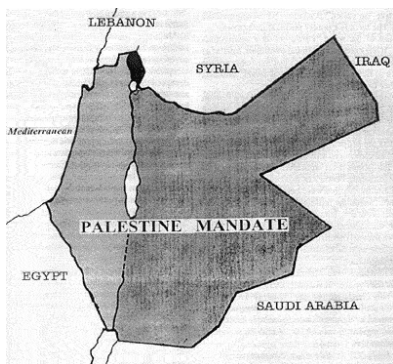 LEBANON
SYRIA
IRAQ
Mediterranean
PALESTINE MANDATE
EGYPT
SAUDI ARABIA